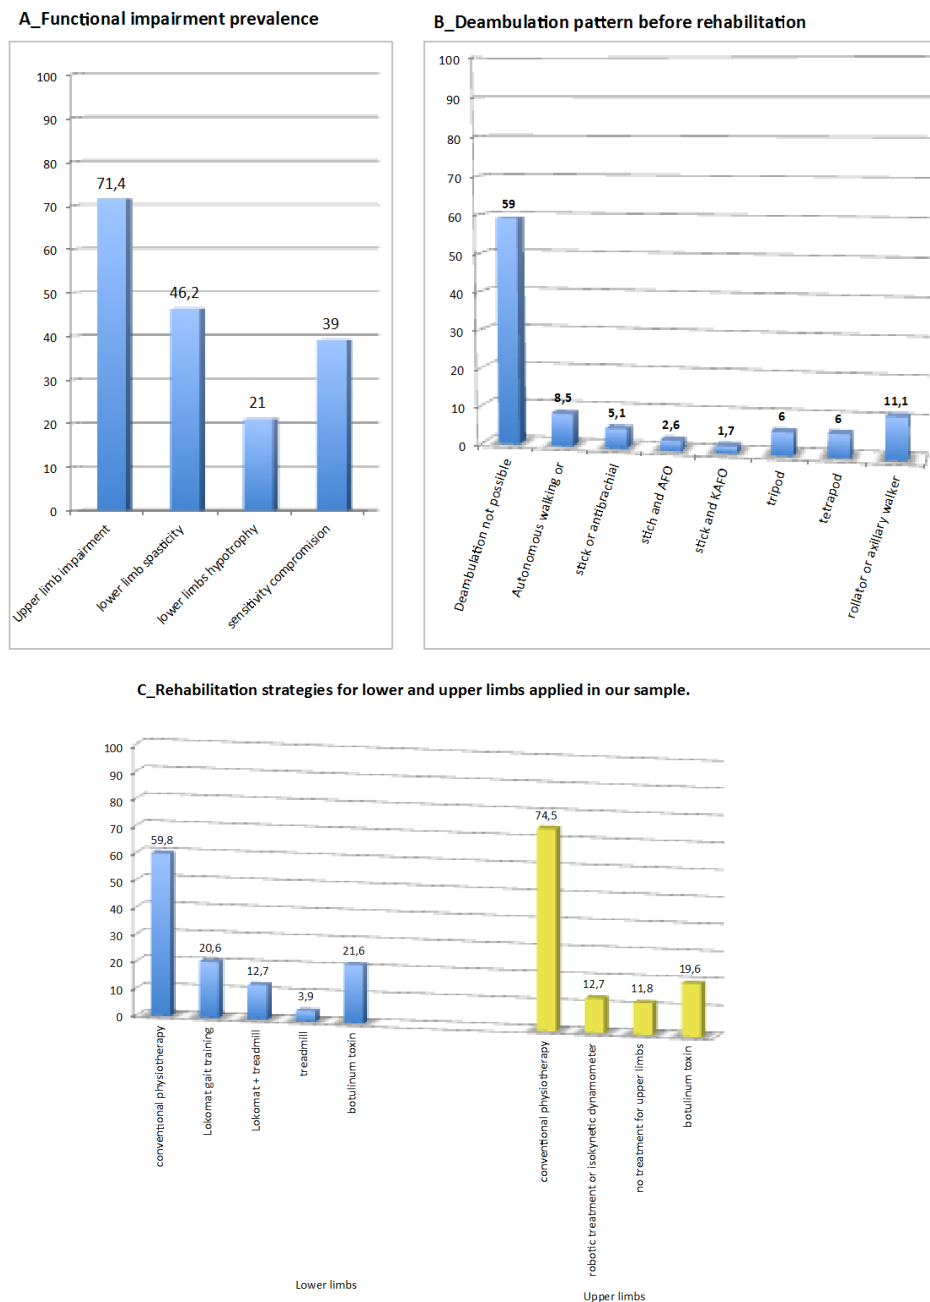 A_Functional impairment prevalence
100
90
80
70
60
50
40
30
20
10
0
71,4
46,2
21
39
Upper limb impairment
lower limb spasticity
lower limbs hypotrophy
sensitivity compromision
B_Deambulation pattern before rehabilitation
100
90
80
70
60
50
40
30
20
10
0
59
8,5
5,1
2,6
1,7
6
6
11,1
Deambulation not possible
Autonomous walking or
stick or antibrachial
stich and AFO
stick and KAFO
tripod
tetrapod
rollator or axillary walker
C_Rehabilitation strategies for lower and upper limbs applied in our sample.
100
90
80
70
60
50
40
30
20
10
0
59,8
20,6
12,7
3,9
21,6
74,5
12,7
11,8
19,6
conventional physiotherapy
Lokomat gait training
Lokomat + treadmill
treadmill
botulinum toxin
conventional physiotherapy
robotic treatment or isokynetic dynamometer
no treatment for upper limbs
botulinum toxin
Lower limbs
Upper limbs